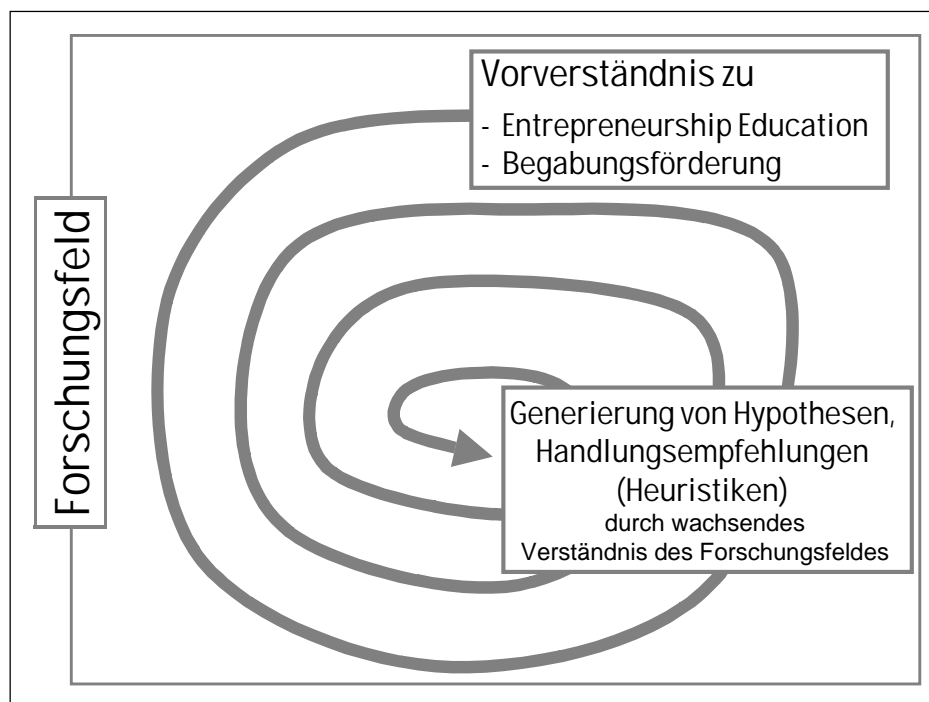 Vorverständnis zu
- Entrepreneurship Education
- Begabungsförderung
Forschungsfeld
Generierung von Hypothesen,
Handlungsempfehlungen
(Heuristiken)
durch wachsendes
Verständnis des Forschungsfeldes